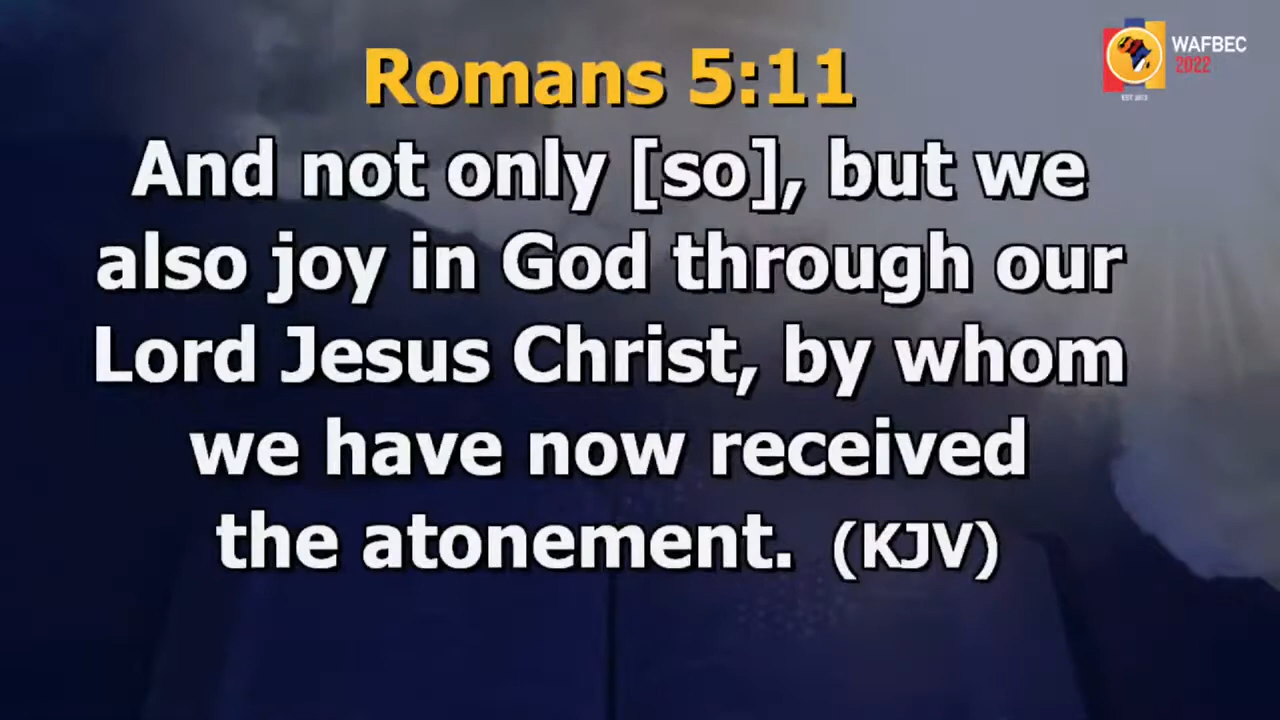 Romans 5:11
And not only [so], but we
also joy in God through our
Lord Jesus Christ, by whom
we have now received
the atonement. (KJV)
WAFBEC
2022